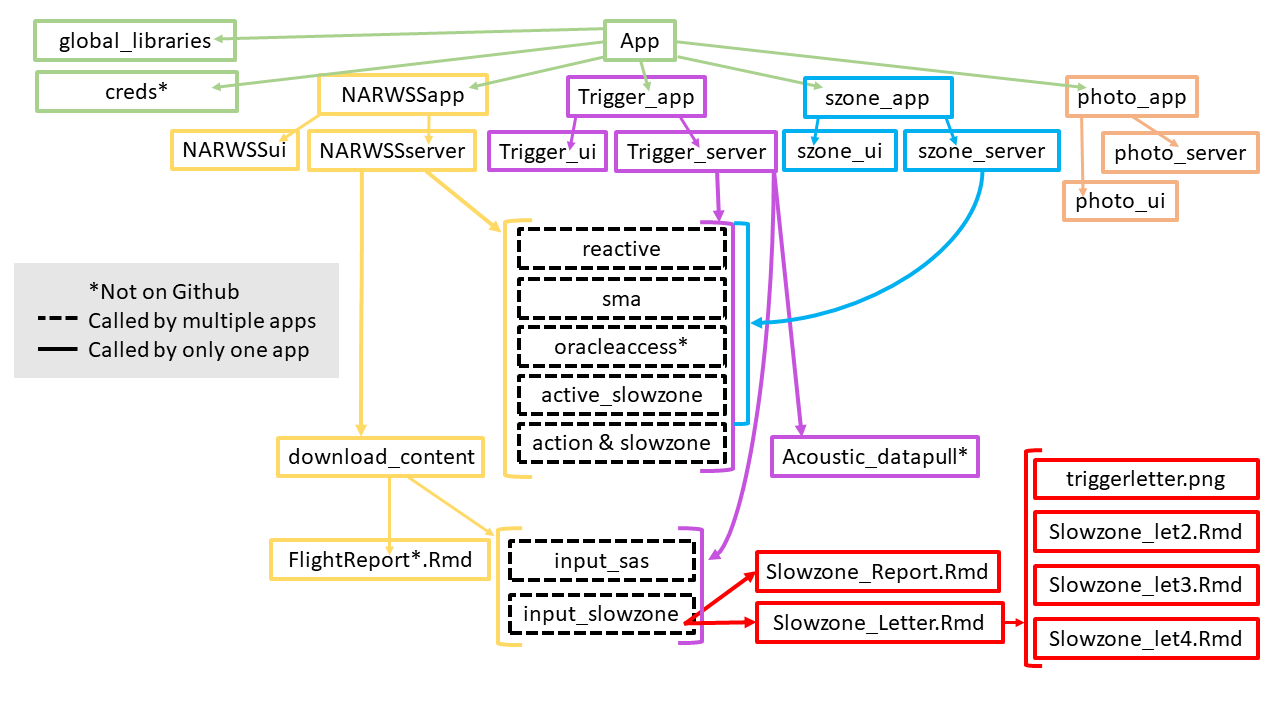 global_libraries
App
creds*
NARWSSapp
Trigger_app
szone_app
photo_app
NARWSSui
NARWSSserver
Trigger_ui
Trigger_server
szone_ui
szone_server
photo_server
photo_ui
reactive
sma
oracleaccess*
active_slowzone
action & slowzone
*Not on Github
Called by multiple apps
Called by only one app
download_content
Acoustic_datapull*
FlightReport*.Rmd
input_sas
input_slowzone
Slowzone_Report.Rmd
Slowzone_Letter.Rmd
triggerletter.png
Slowzone_let2.Rmd
Slowzone_let3.Rmd
Slowzone_let4.Rmd